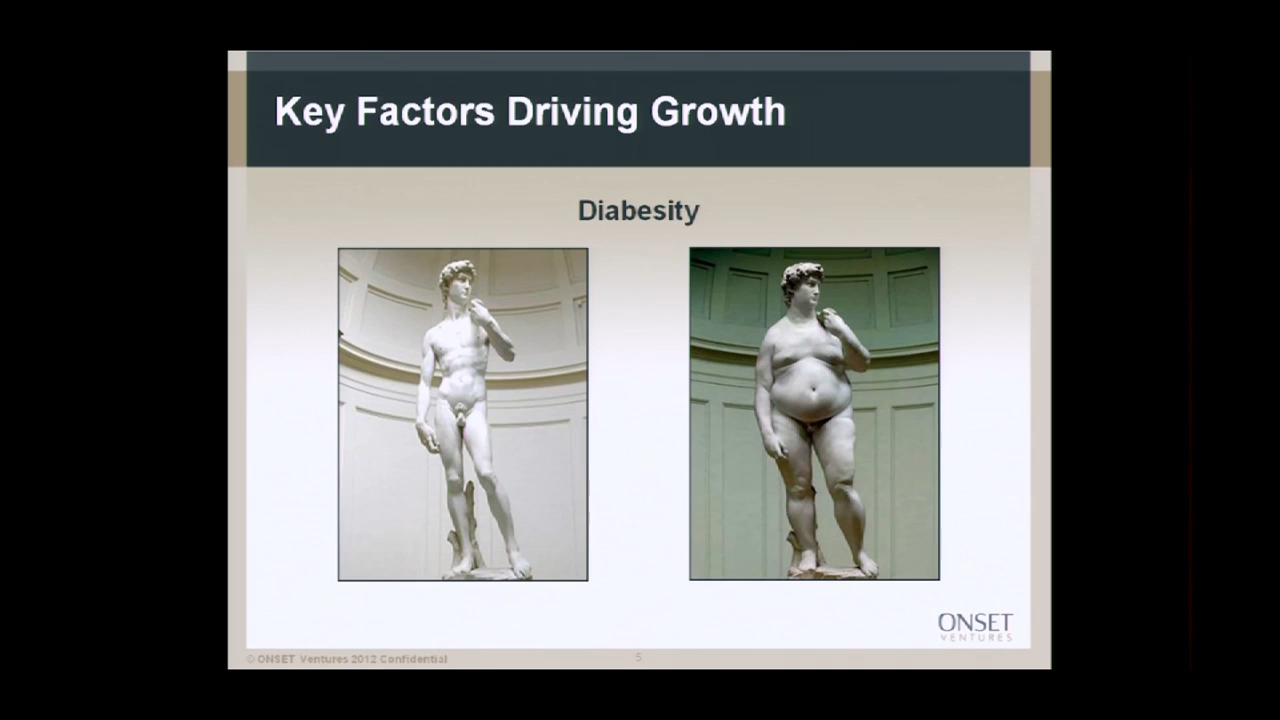 Key Factors Driving Growth
Diabesity
ONSET
VENTURES
© ONSET Ventures 2012 Confidential
5